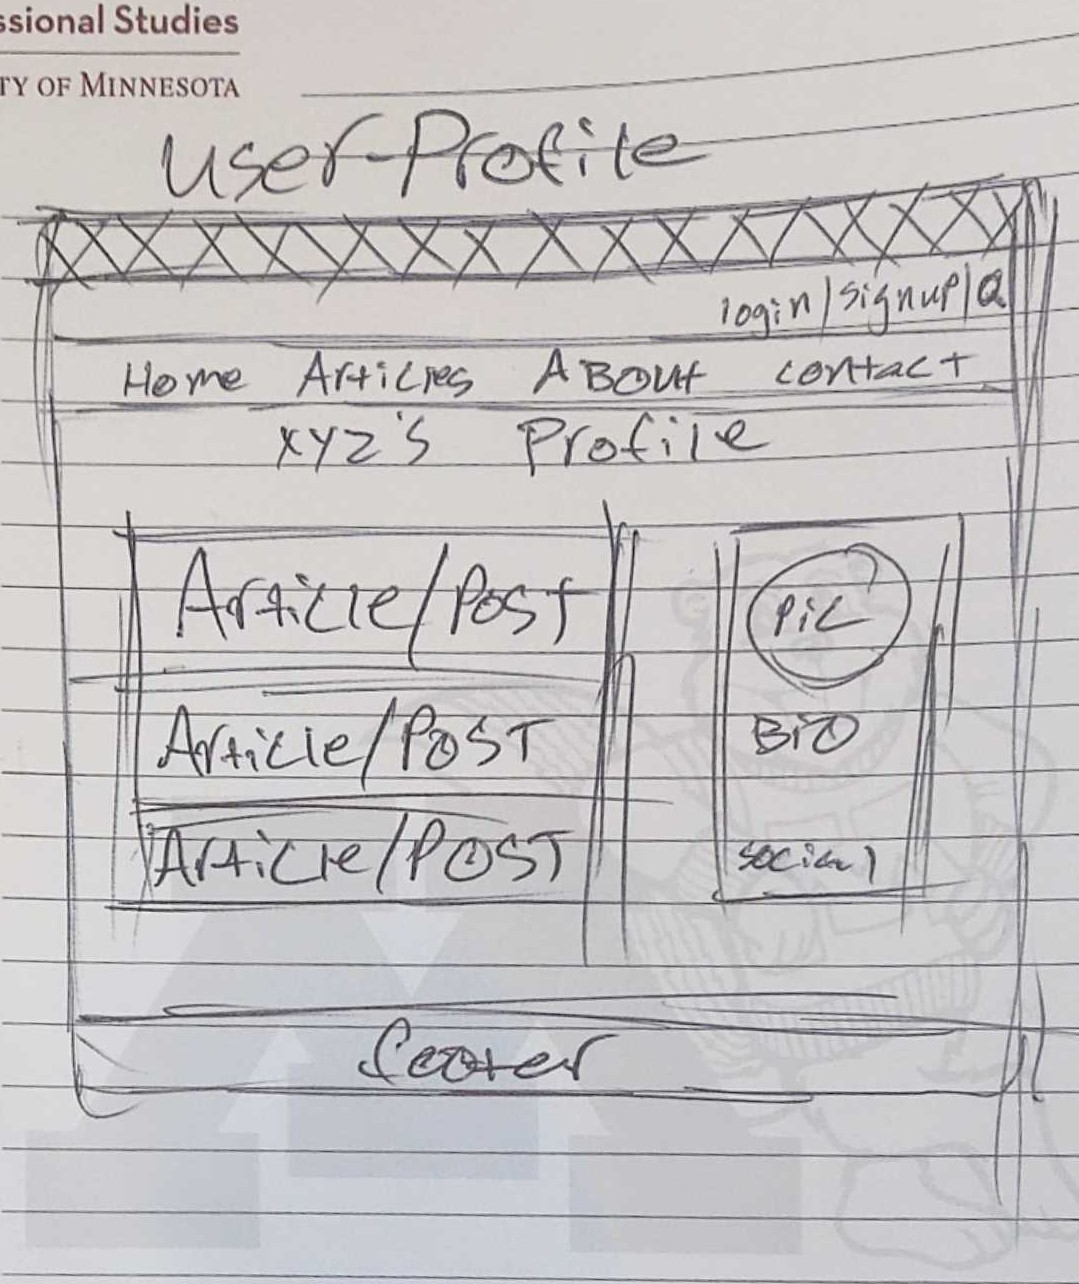 ssional Studies
TY OF MINNESOTA
User-Profile
login/signup/Q
Home Articles ABOUt contact
XYZ's Profile
Article/Post
Pic
Article/POST
BIO
Article/POST
social
footer